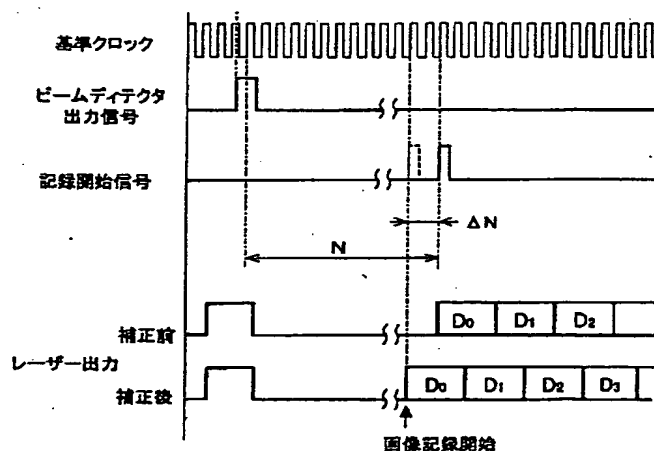 基準クロック
ビームディテクタ
出力信号
記録開始信号
ΔN
N
補正前
D0 D1 D2
レーザー出力
補正後
D0 D1 D2 D3
画像記録開始